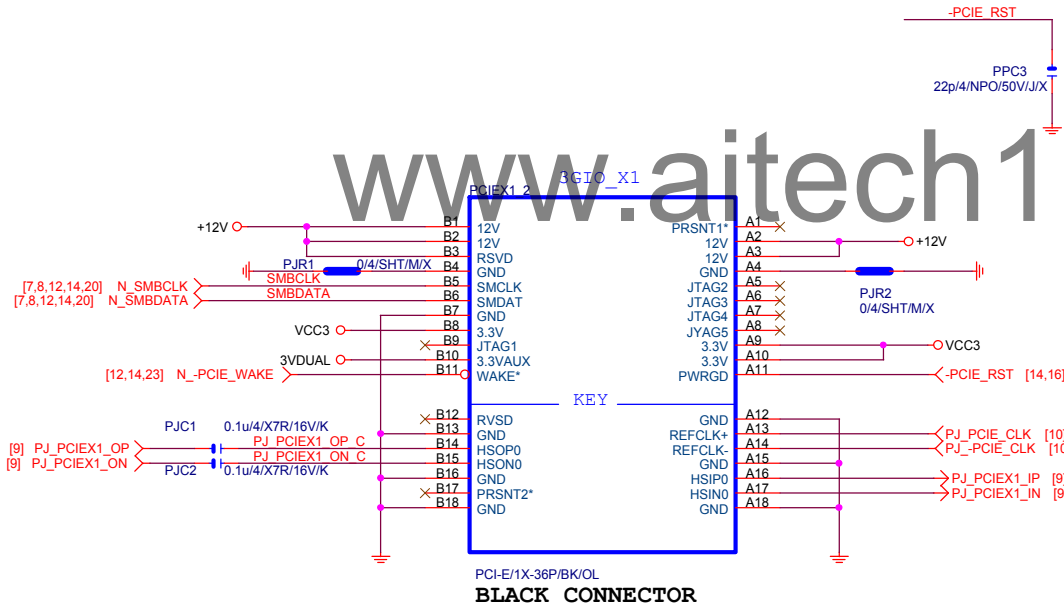 -PCIE_RST
PPC3
22p/4/NPO/50V/J/X
www.aitech1
3GIO_X1
PCIEX1_2
+12V B1 12V PRSNT1* A1
B2 12V 12V A2 +12V
B3 RSVD 12V A3
PJR1 0/4/SHT/M/X B4 GND GND A4
[7,8,12,14,20] N_SMBCLK SMBCLK B5 SMCLK JTAG2 A5
[7,8,12,14,20] N_SMBDATA SMBDATA B6 SMDAT JTAG3 A6 PJR2
B7 GND JTAG4 A7 0/4/SHT/M/X
VCC3 B8 3.3V JYAG5 A8
B9 JTAG1 3.3V A9 VCC3
3VDUAL B10 3.3VAUX 3.3V A10
[12,14,23] N_-PCIE_WAKE B11 WAKE* PWRGD A11 -PCIE_RST [14,16]
KEY
B12 RVSD GND A12
PJC1 0.1u/4/X7R/16V/K B13 GND REFCLK+ A13 PJ_PCIE_CLK [10
[9] PJ_PCIEX1_OP PJ_PCIEX1_OP_C B14 HSOP0 REFCLK- A14 PJ_-PCIE_CLK [10
[9] PJ_PCIEX1_ON PJ_PCIEX1_ON_C B15 HSON0 GND A15
PJC2 0.1u/4/X7R/16V/K B16 GND HSIP0 A16 PJ_PCIEX1_IP [9
B17 PRSNT2* HSIN0 A17 PJ_PCIEX1_IN [9
B18 GND GND A18
PCI-E/1X-36P/BK/OL
BLACK CONNECTOR